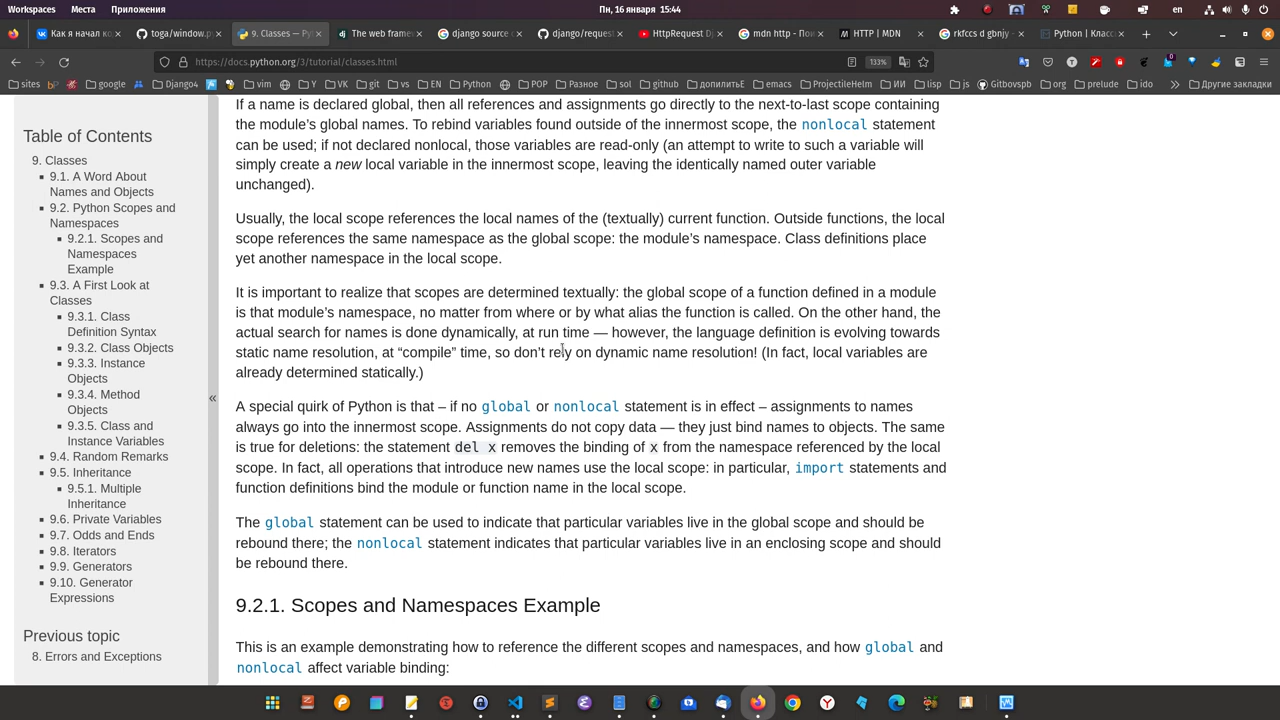 Workspaces Места Приложения Пн, 16 января 15:44 en
Как я начал ко toga/window.p 9. Classes — Py The web frame django source c django/reques HttpRequest Dj mdn http - Пои HTTP | MDN rkfccs d gbnjy - Python | Класс
https://docs.python.org/3/tutorial/classes.html 133%
sites google Django4 vim Y VK git vs EN Python POP Разное sol github допилитьЕ emacs ProjectileHelm ИИ lisp js Gitbovspb org prelude ido Другие закладки
Table of Contents
9. Classes
9.1. A Word About
Names and Objects
9.2. Python Scopes and
Namespaces
9.2.1. Scopes and
Namespaces
Example
9.3. A First Look at
Classes
9.3.1. Class
Definition Syntax
9.3.2. Class Objects
9.3.3. Instance
Objects
9.3.4. Method
Objects
9.3.5. Class and
Instance Variables
9.4. Random Remarks
9.5. Inheritance
9.5.1. Multiple
Inheritance
9.6. Private Variables
9.7. Odds and Ends
9.8. Iterators
9.9. Generators
9.10. Generator
Expressions
Previous topic
8. Errors and Exceptions
«
If a name is declared global, then all references and assignments go directly to the next-to-last scope containing
the module’s global names. To rebind variables found outside of the innermost scope, the nonlocal statement
can be used; if not declared nonlocal, those variables are read-only (an attempt to write to such a variable will
simply create a new local variable in the innermost scope, leaving the identically named outer variable
unchanged).
Usually, the local scope references the local names of the (textually) current function. Outside functions, the local
scope references the same namespace as the global scope: the module’s namespace. Class definitions place
yet another namespace in the local scope.
It is important to realize that scopes are determined textually: the global scope of a function defined in a module
is that module’s namespace, no matter from where or by what alias the function is called. On the other hand, the
actual search for names is done dynamically, at run time — however, the language definition is evolving towards
static name resolution, at “compile” time, so don’t rely on dynamic name resolution! (In fact, local variables are
already determined statically.)
A special quirk of Python is that – if no global or nonlocal statement is in effect – assignments to names
always go into the innermost scope. Assignments do not copy data — they just bind names to objects. The same
is true for deletions: the statement del x removes the binding of x from the namespace referenced by the local
scope. In fact, all operations that introduce new names use the local scope: in particular, import statements and
function definitions bind the module or function name in the local scope.
The global statement can be used to indicate that particular variables live in the global scope and should be
rebound there; the nonlocal statement indicates that particular variables live in an enclosing scope and should
be rebound there.
9.2.1. Scopes and Namespaces Example
This is an example demonstrating how to reference the different scopes and namespaces, and how global and
nonlocal affect variable binding: